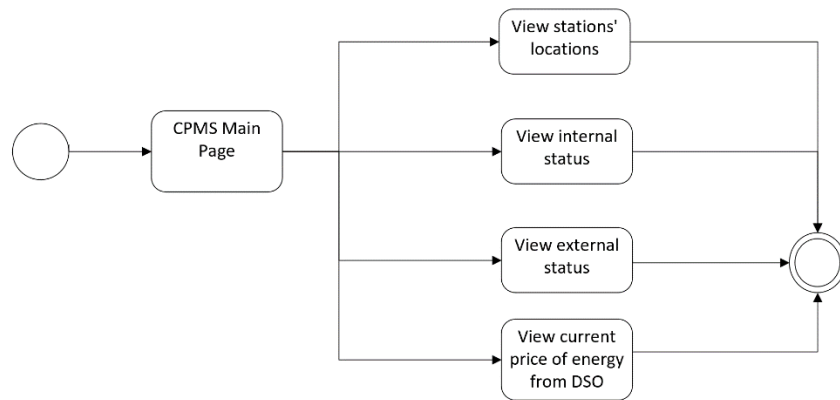 View stations'
locations
CPMS Main
Page
View internal
status
View external
status
View current
price of energy
from DSO